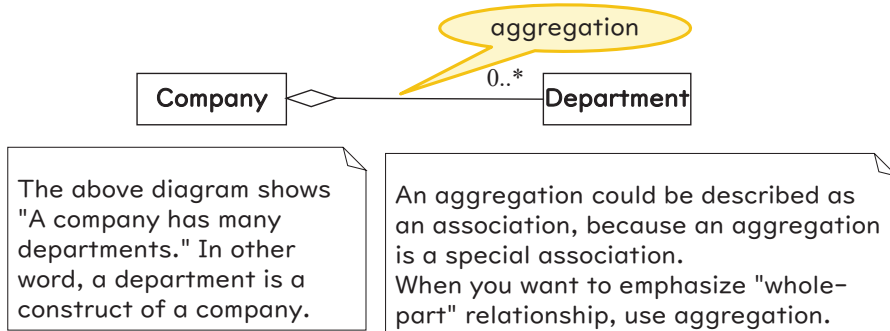 aggregation
0..*
Company
Department
The above diagram shows
"A company has many
departments." In other
word, a department is a
construct of a company.
An aggregation could be described as
an association, because an aggregation
is a special association.
When you want to emphasize "whole-
part" relationship, use aggregation.